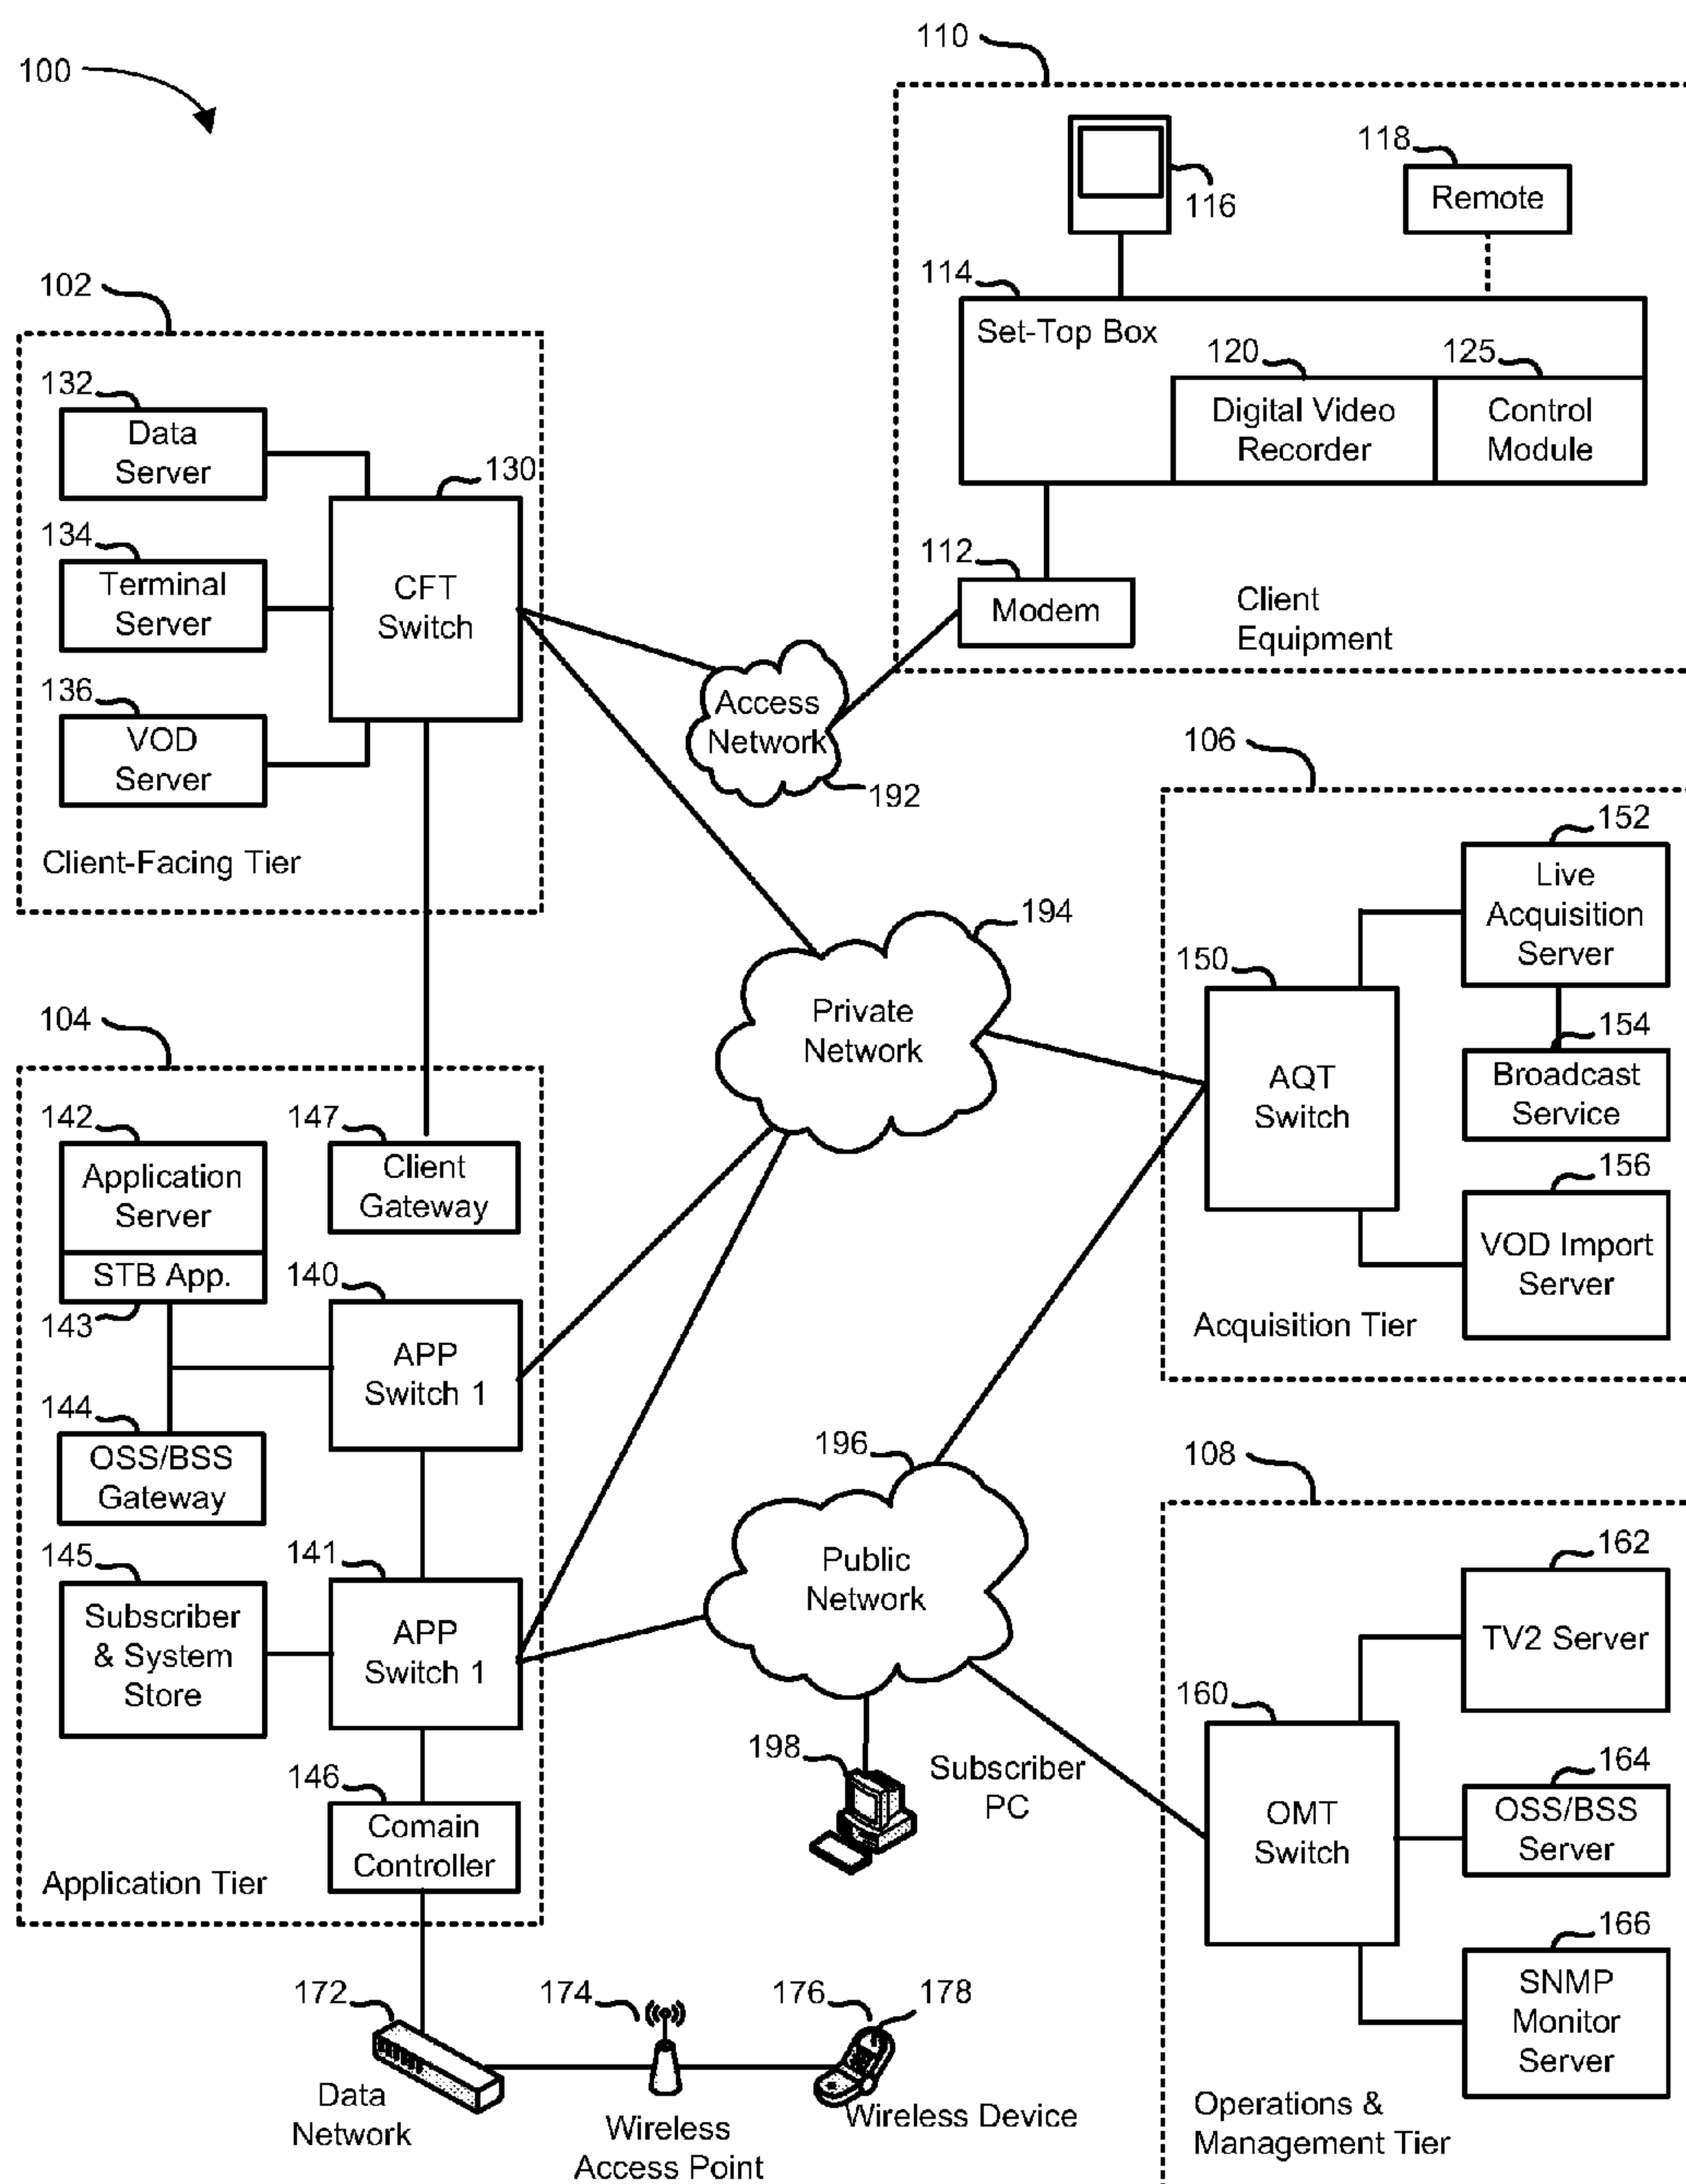 100
110
116
118
Remote
114
Set-Top Box
120
Digital Video
Recorder
125
Control
Module
112
Modem
Client
Equipment
102
132
Data
Server
130
134
Terminal
Server
CFT
Switch
136
VOD
Server
Client-Facing Tier
Access
Network
192
106
152
Live
Acquisition
Server
194
Private
Network
150
AQT
Switch
154
Broadcast
Service
156
VOD Import
Server
Acquisition Tier
104
142
Application
Server
STB App.
143
147
Client
Gateway
140
APP
Switch 1
144
OSS/BSS
Gateway
145
Subscriber
& System
Store
141
APP
Switch 1
146
Comain
Controller
Application Tier
196
Public
Network
198
Subscriber
PC
108
162
TV2 Server
160
OMT
Switch
164
OSS/BSS
Server
166
SNMP
Monitor
Server
Operations &
Management Tier
172
Data
Network
174
Wireless
Access Point
176
178
Wireless Device